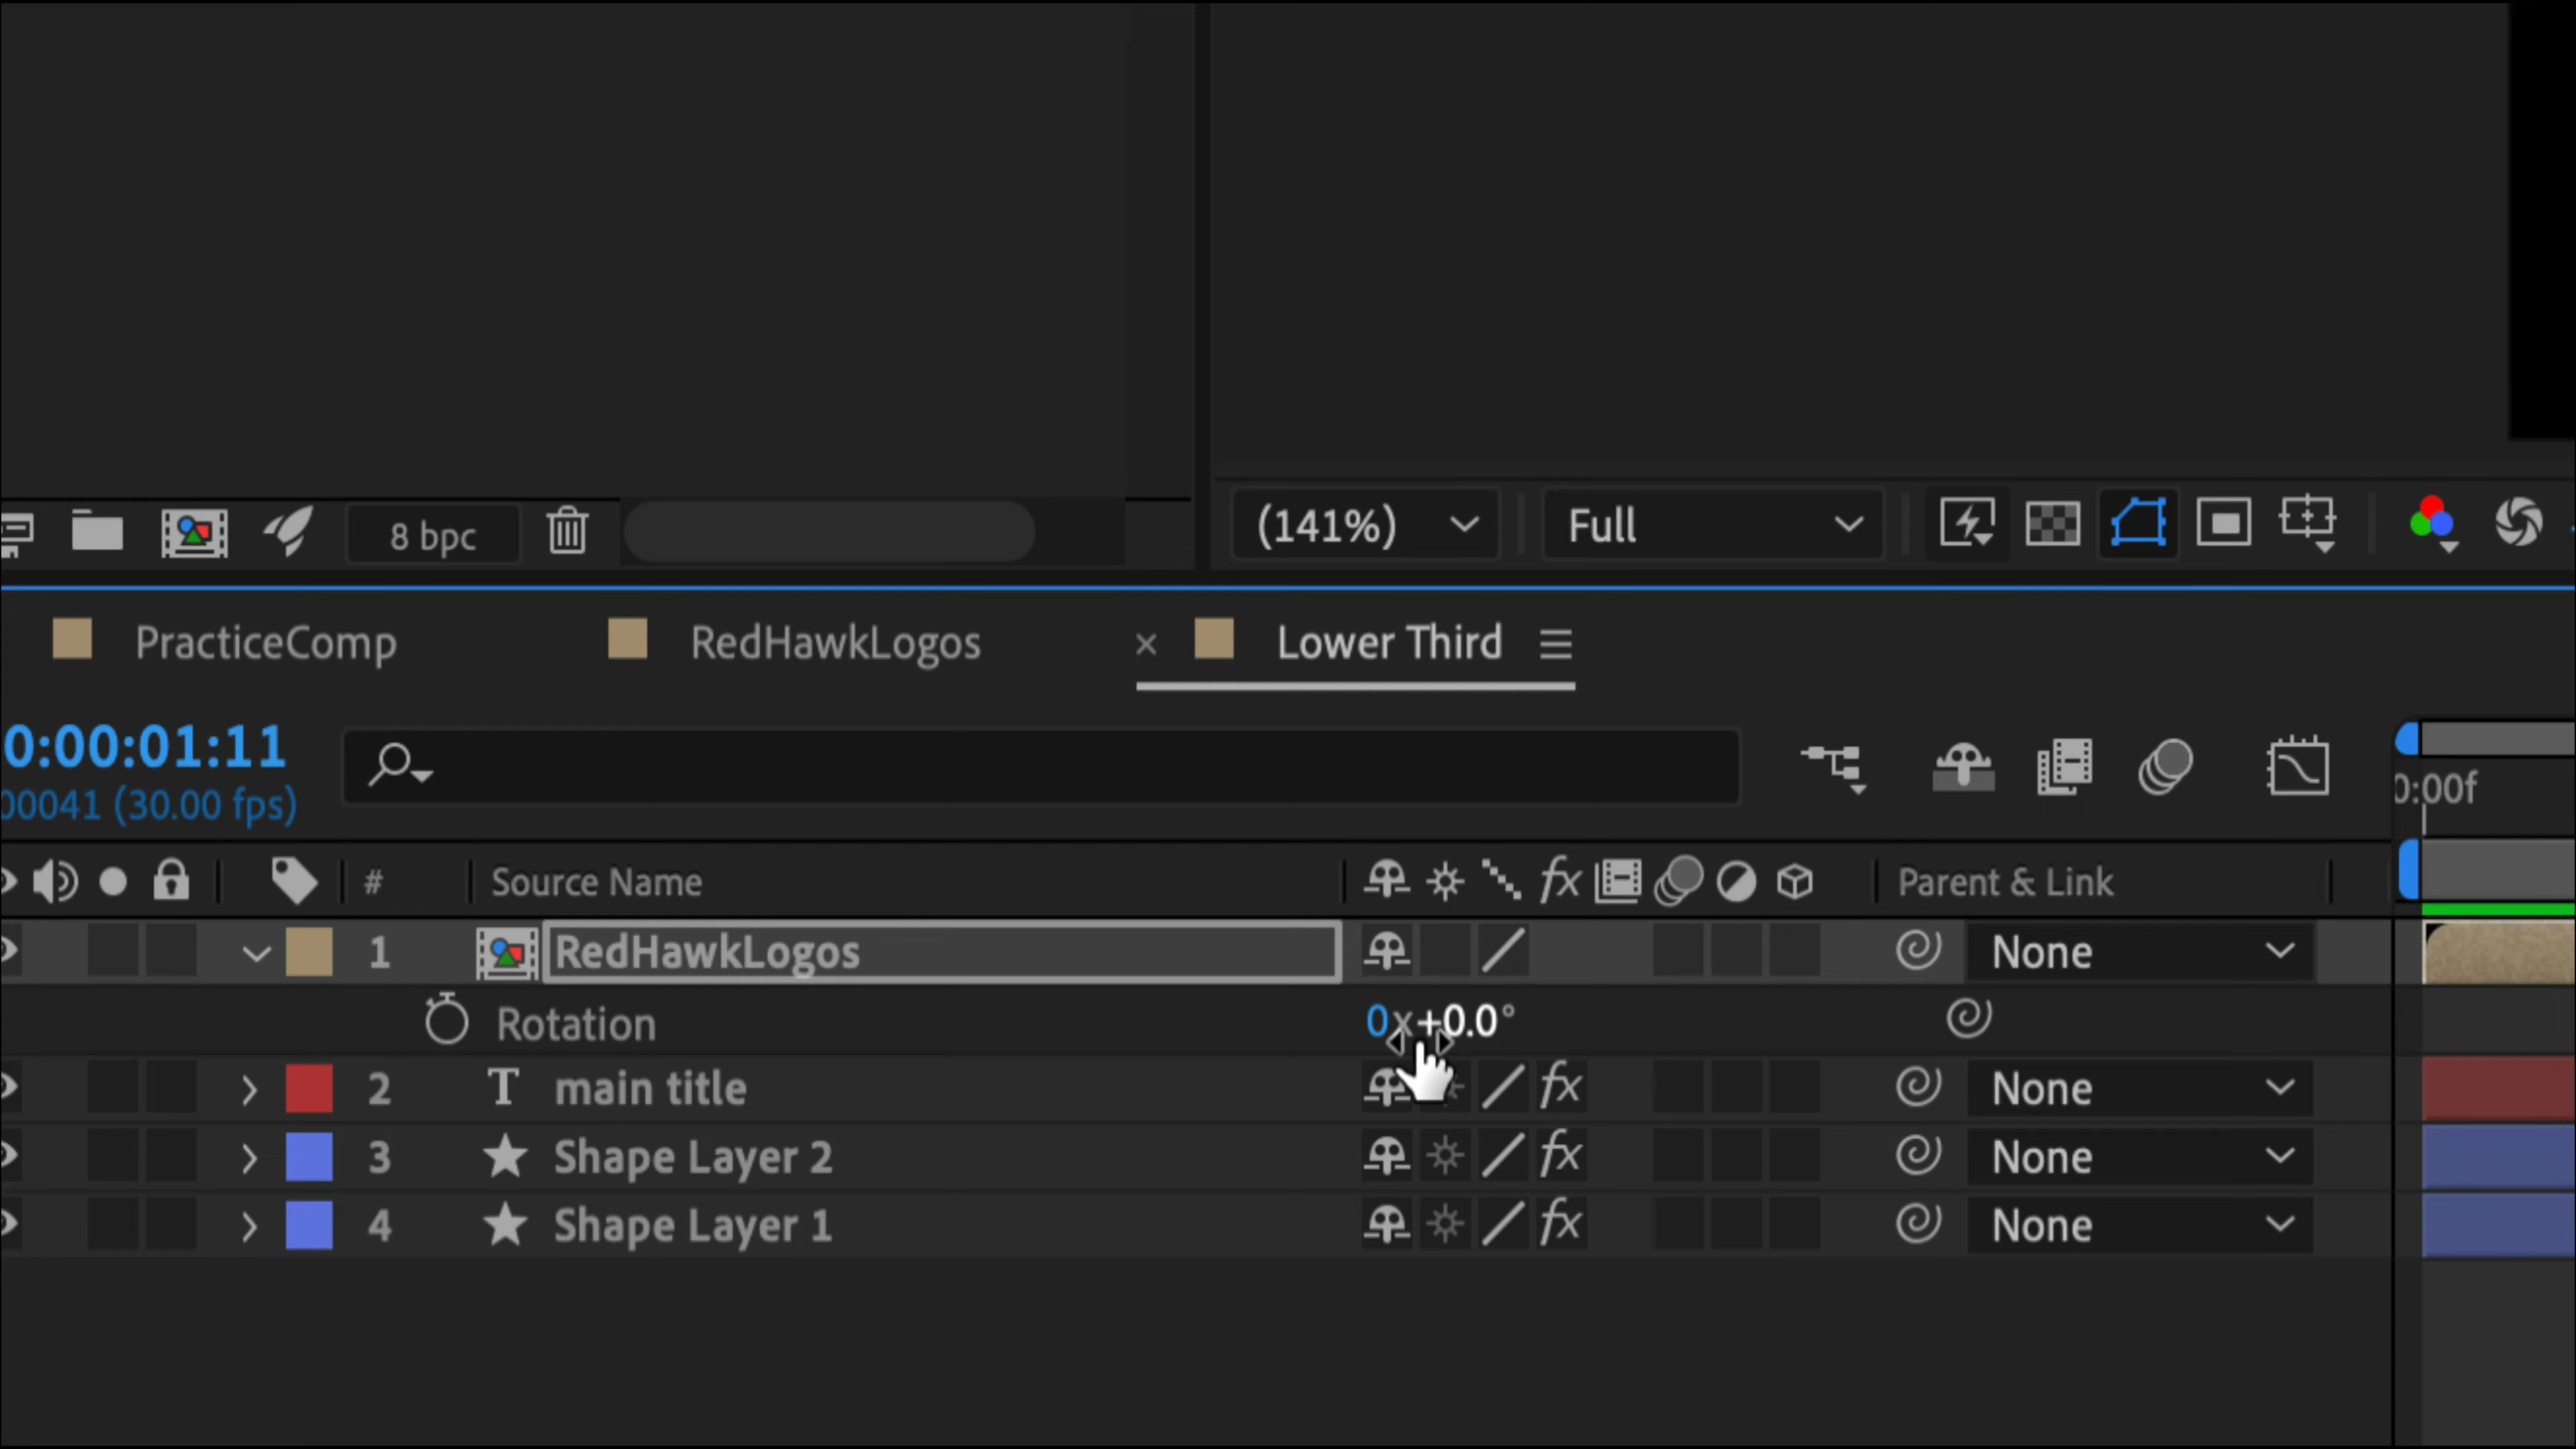 8 bpc
(141%)
Full
PracticeComp
RedHawkLogos
× Lower Third
0:00:01:11
00041 (30.00 fps)
0:00f
# Source Name fx Parent & Link
1 RedHawkLogos None
Rotation 0x+0.0°
2 T main title fx None
3 Shape Layer 2 fx None
4 Shape Layer 1 fx None